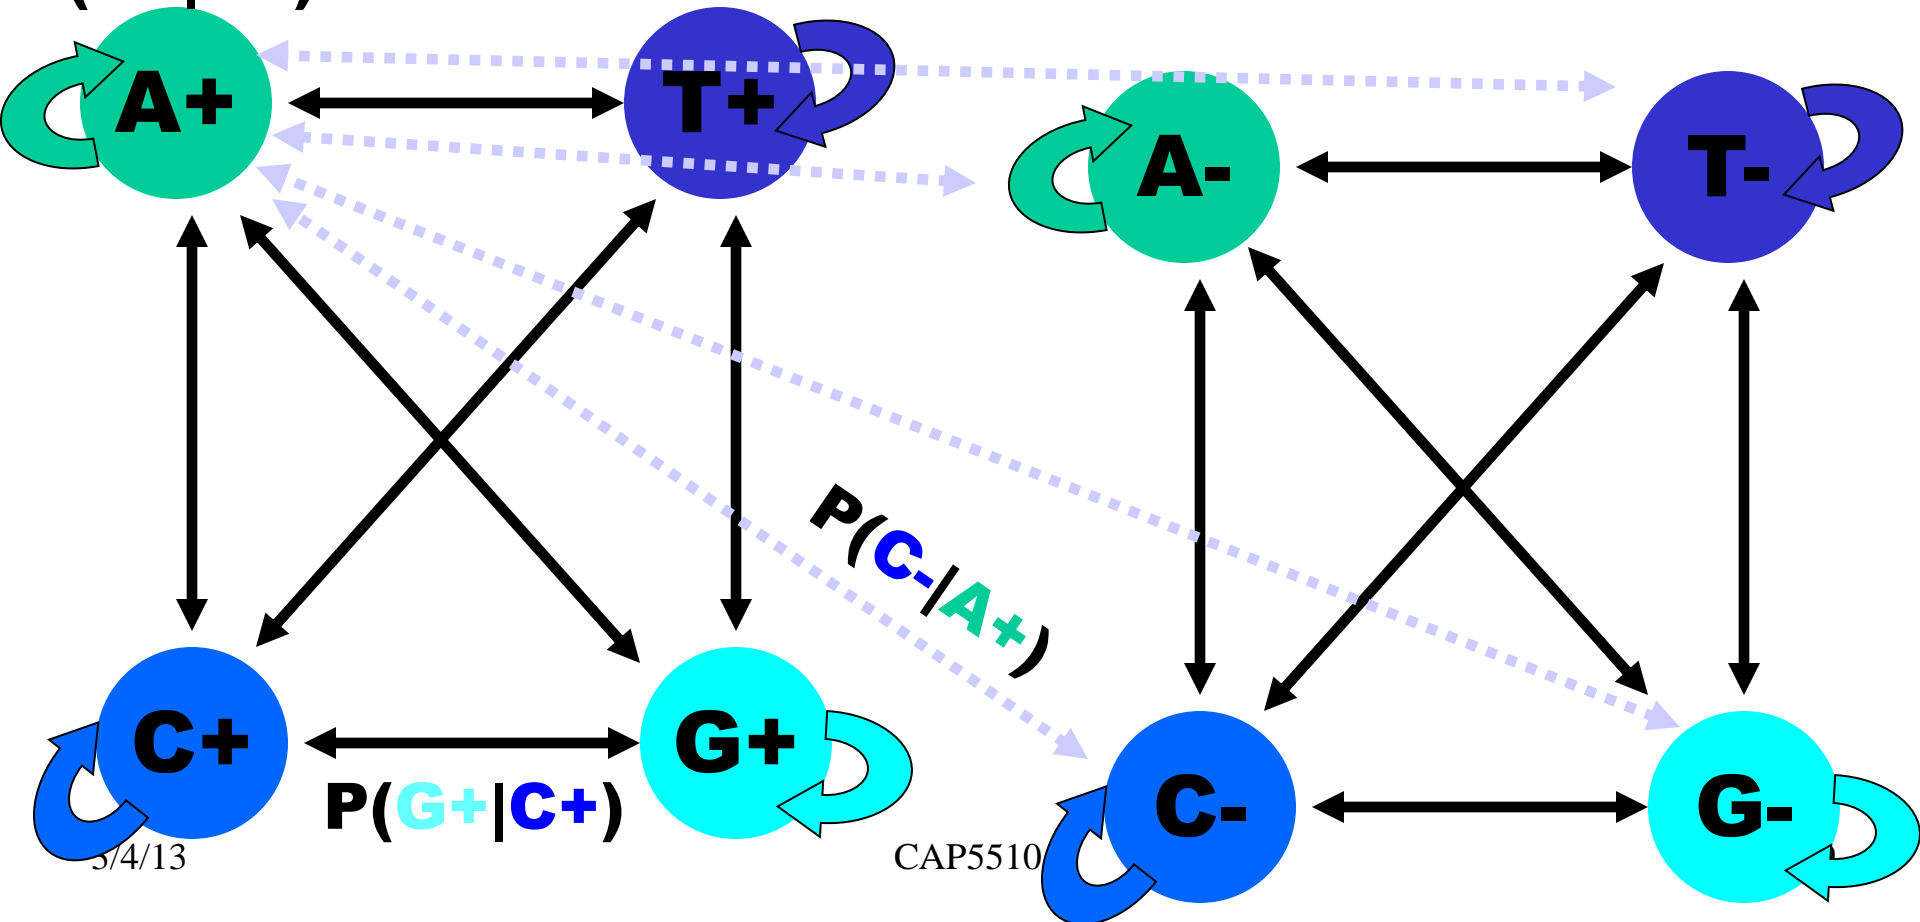 A+
T+
A-
T-
P(C-|A+)
C+
G+
C-
G-
P(G+|C+)
3/4/13
CAP5510